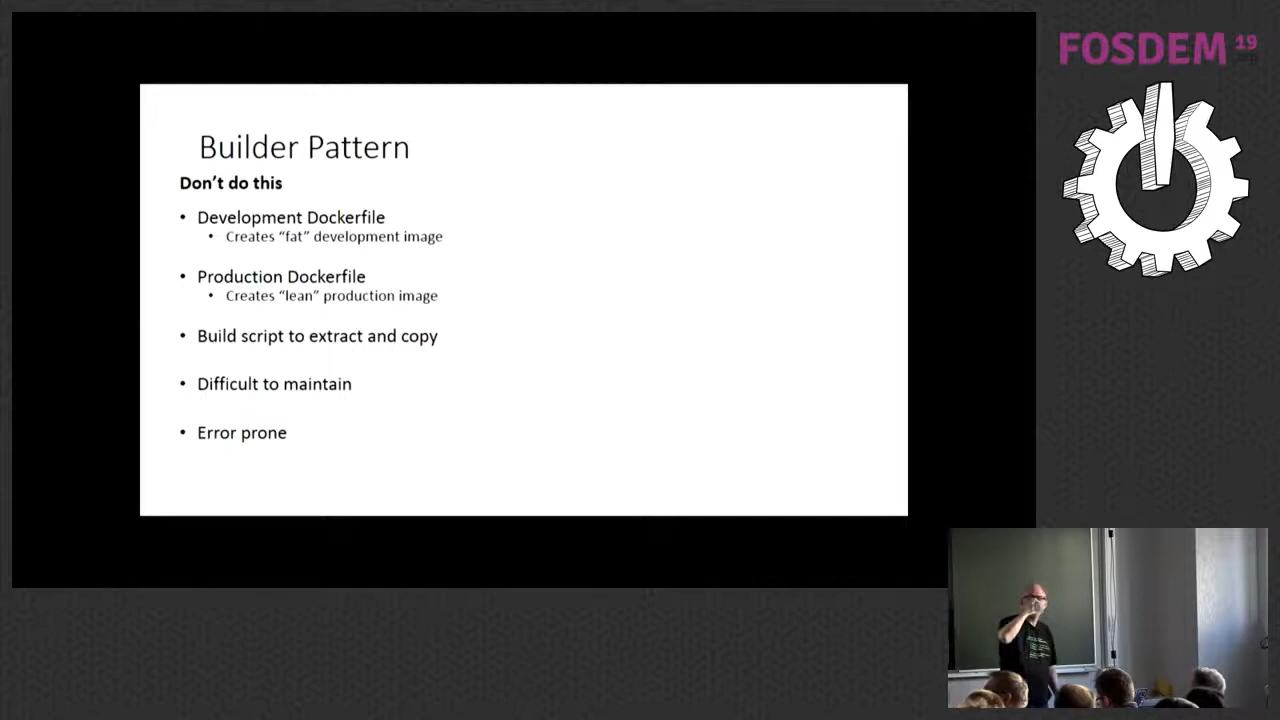 FOSDEM 19
Builder Pattern
Don't do this
• Development Dockerfile
• Creates “fat” development image
• Production Dockerfile
• Creates “lean” production image
• Build script to extract and copy
• Difficult to maintain
• Error prone